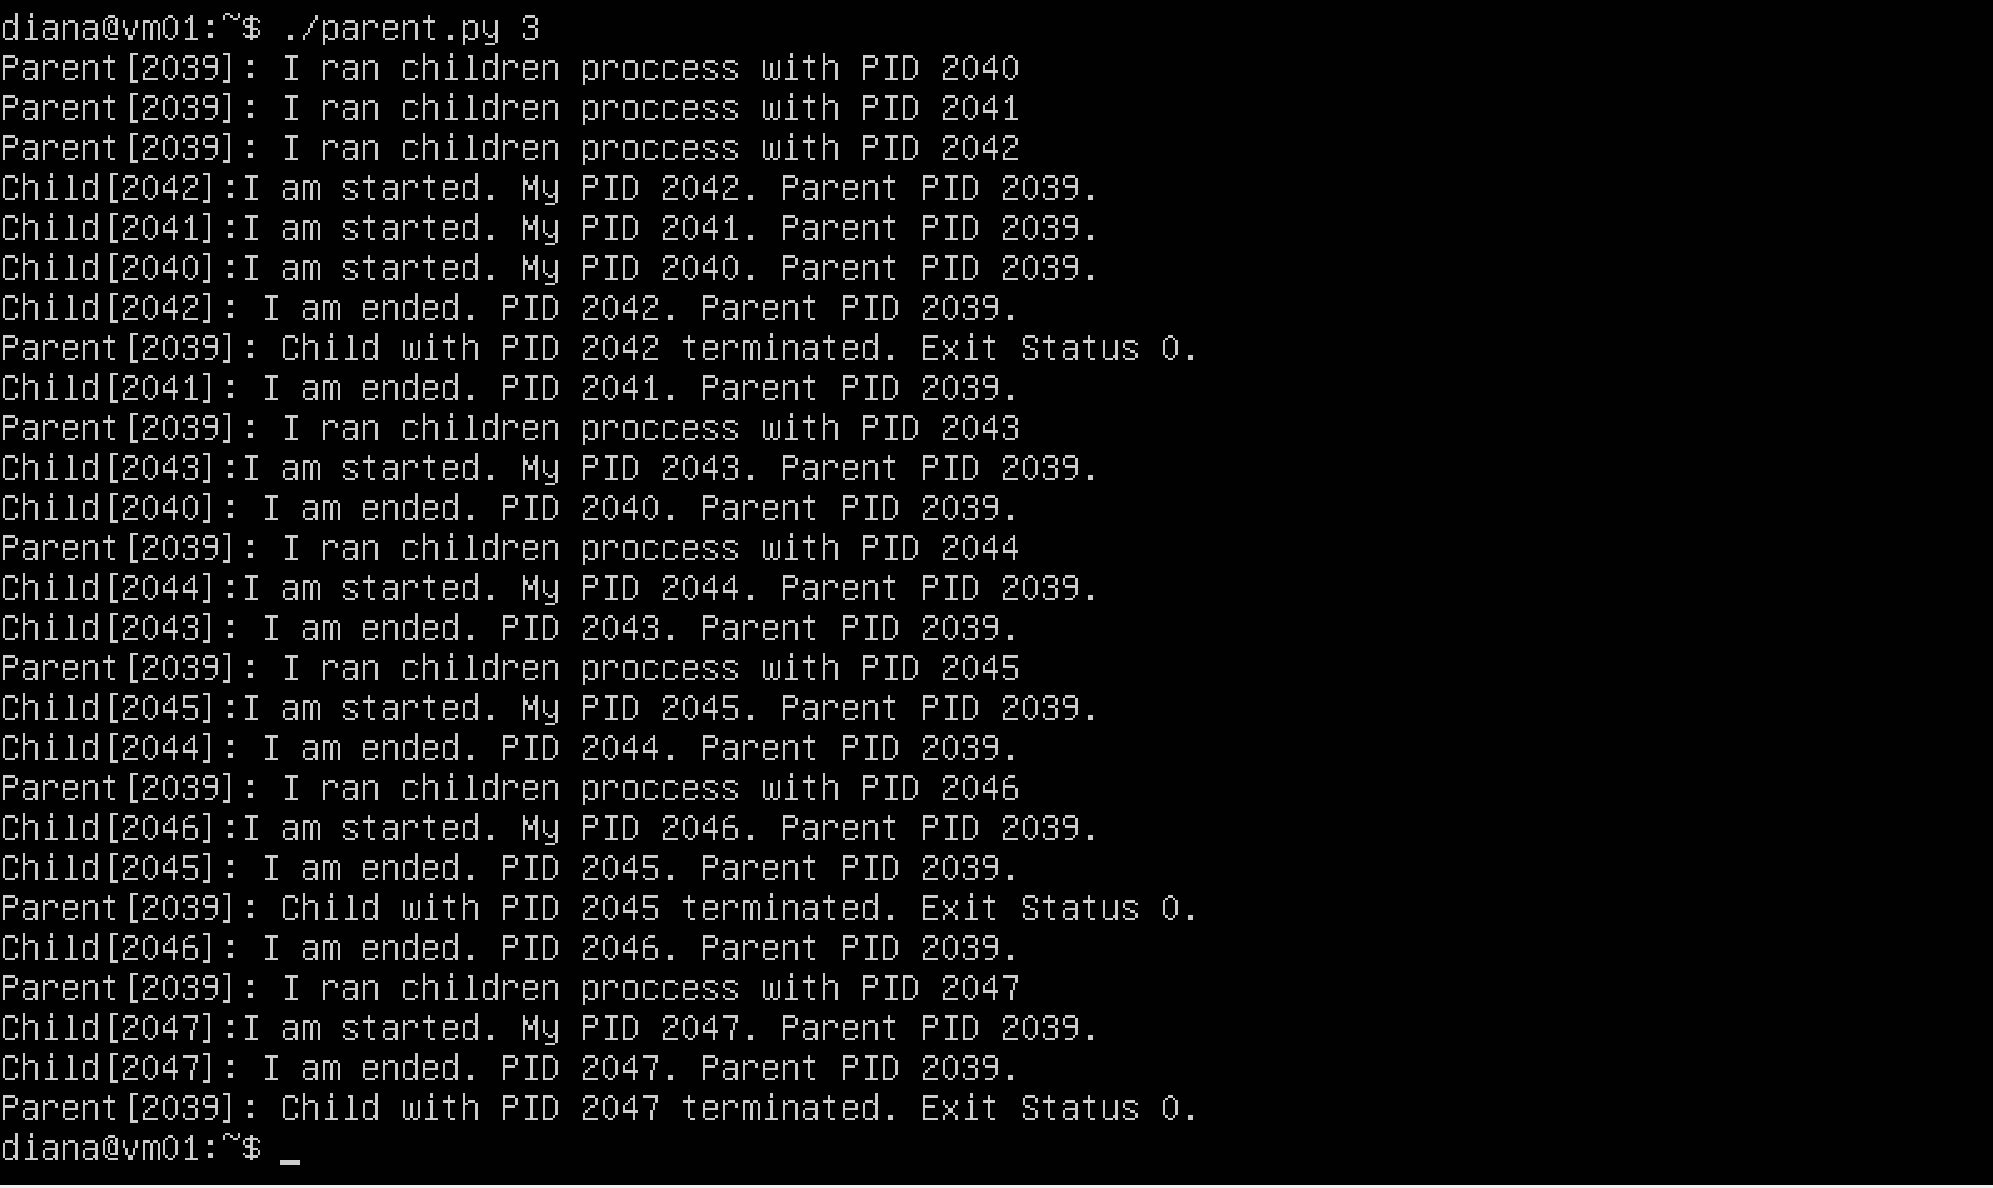 diana@vm01:~$ ./parent.py 3
Parent[2039]: I ran children proccess with PID 2040
Parent[2039]: I ran children proccess with PID 2041
Parent[2039]: I ran children proccess with PID 2042
Child[2042]:I am started. My PID 2042. Parent PID 2039.
Child[2041]:I am started. My PID 2041. Parent PID 2039.
Child[2040]:I am started. My PID 2040. Parent PID 2039.
Child[2042]: I am ended. PID 2042. Parent PID 2039.
Parent[2039]: Child with PID 2042 terminated. Exit Status 0.
Child[2041]: I am ended. PID 2041. Parent PID 2039.
Parent[2039]: I ran children proccess with PID 2043
Child[2043]:I am started. My PID 2043. Parent PID 2039.
Child[2040]: I am ended. PID 2040. Parent PID 2039.
Parent[2039]: I ran children proccess with PID 2044
Child[2044]:I am started. My PID 2044. Parent PID 2039.
Child[2043]: I am ended. PID 2043. Parent PID 2039.
Parent[2039]: I ran children proccess with PID 2045
Child[2045]:I am started. My PID 2045. Parent PID 2039.
Child[2044]: I am ended. PID 2044. Parent PID 2039.
Parent[2039]: I ran children proccess with PID 2046
Child[2046]:I am started. My PID 2046. Parent PID 2039.
Child[2045]: I am ended. PID 2045. Parent PID 2039.
Parent[2039]: Child with PID 2045 terminated. Exit Status 0.
Child[2046]: I am ended. PID 2046. Parent PID 2039.
Parent[2039]: I ran children proccess with PID 2047
Child[2047]:I am started. My PID 2047. Parent PID 2039.
Child[2047]: I am ended. PID 2047. Parent PID 2039.
Parent[2039]: Child with PID 2047 terminated. Exit Status 0.
diana@vm01:~$ _